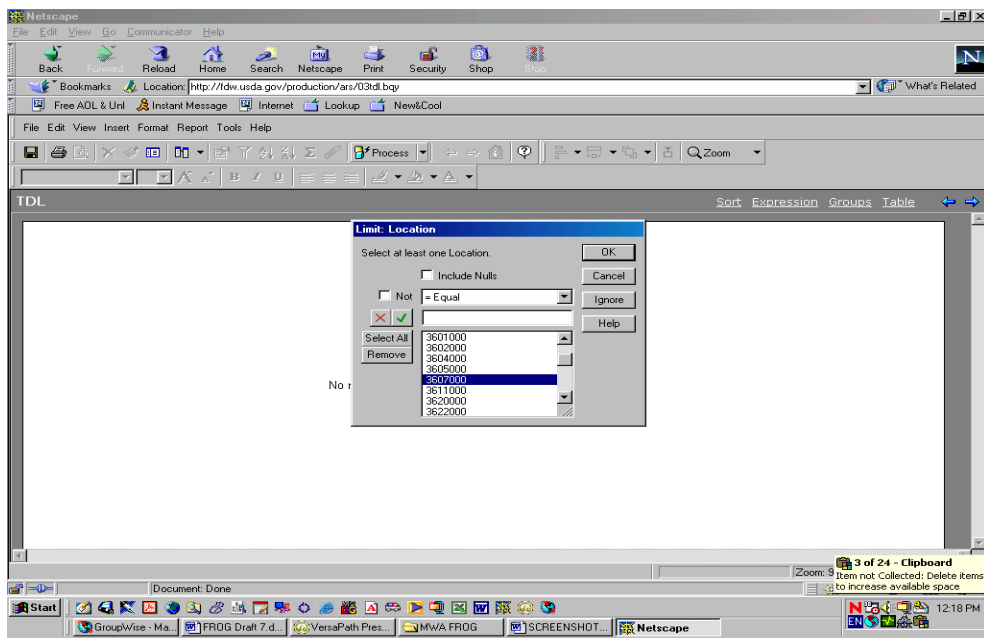 Netscape
File Edit View Go Communicator Help
Back Forward Reload Home Search Netscape Print Security Shop Stop
Bookmarks Location: http://fdw.usda.gov/production/ars/03tdl.bqy What's Related
Free AOL & Unl Instant Message Internet Lookup New&Cool
File Edit View Insert Format Report Tools Help
Process Zoom
B I U
TDL Sort Expression Groups Table
Limit: Location
Select at least one Location.
OK
Include Nulls
Cancel
Not = Equal
Ignore
Help
Select All
Remove
3601000
3602000
3604000
3605000
3607000
3611000
3620000
3622000
No r
3 of 24 - Clipboard
Item not Collected: Delete items
to increase available space
Zoom: 9
Document: Done
Start 12:18 PM
EN
GroupWise - Ma... FROG Draft 7.d... VersaPath Pres... MWA FROG SCREENSHOT... Netscape